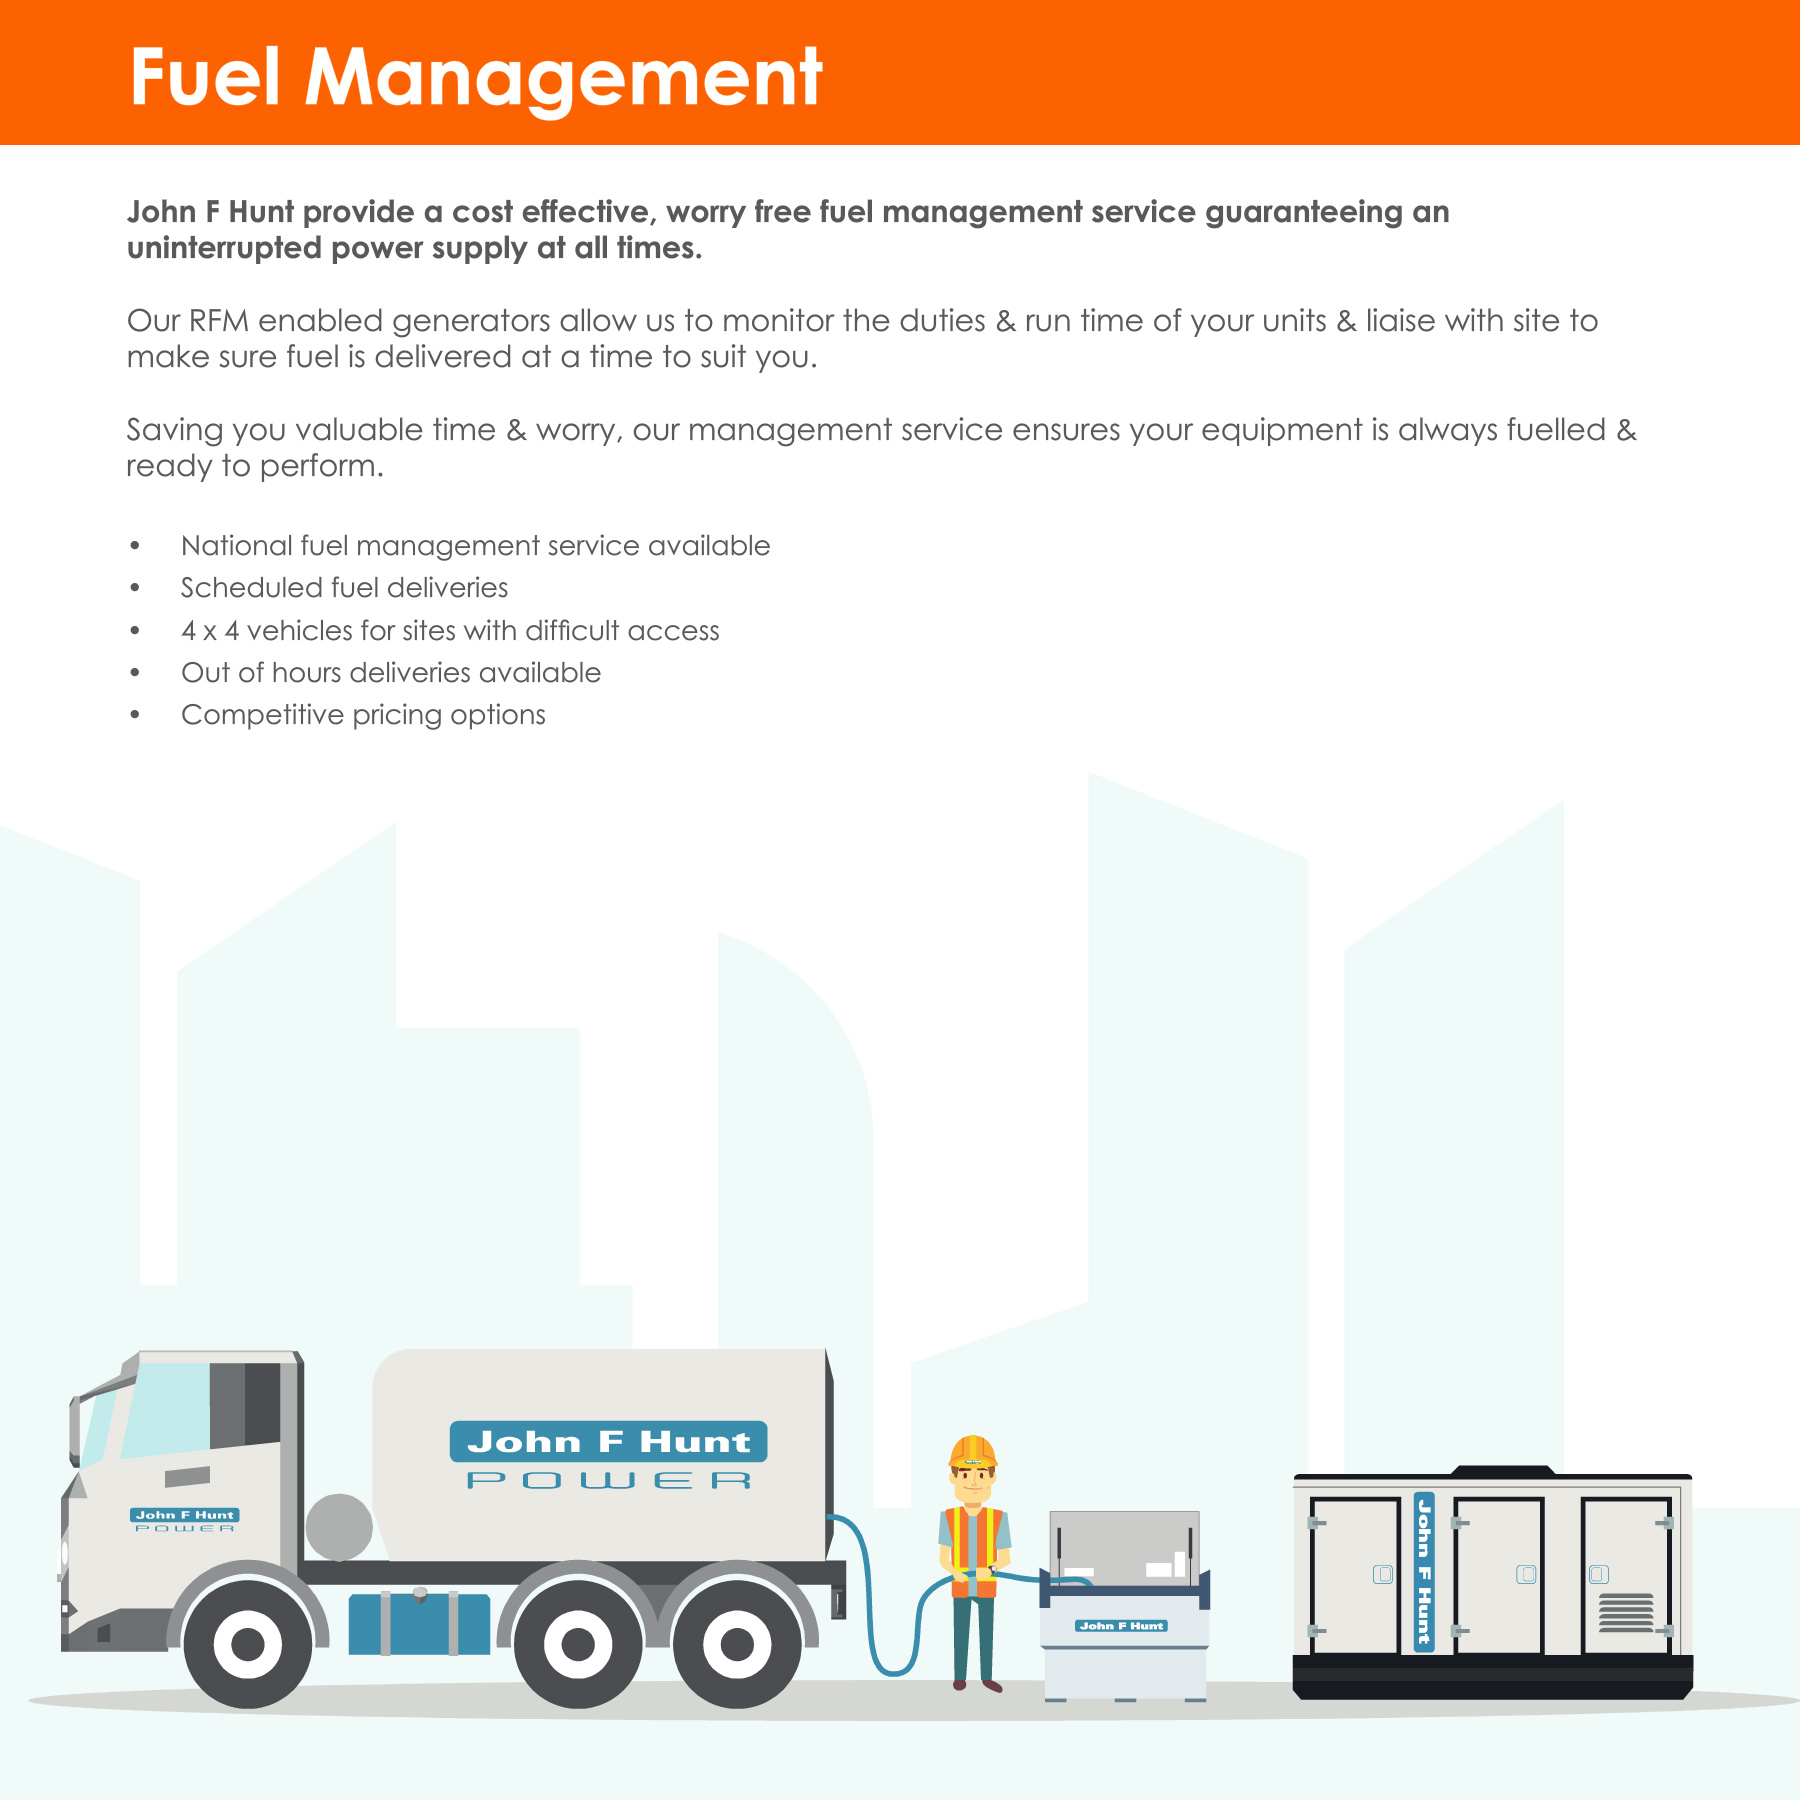 Fuel Management
John F Hunt provide a cost effective, worry free fuel management service guaranteeing an
uninterrupted power supply at all times.
Our RFM enabled generators allow us to monitor the duties & run time of your units & liaise with site to
make sure fuel is delivered at a time to suit you.
Saving you valuable time & worry, our management service ensures your equipment is always fuelled &
ready to perform.
• National fuel management service available
• Scheduled fuel deliveries
• 4 x 4 vehicles for sites with difficult access
• Out of hours deliveries available
• Competitive pricing options
John F Hunt
POWER
John F Hunt
POWER
John F Hunt
John F Hunt